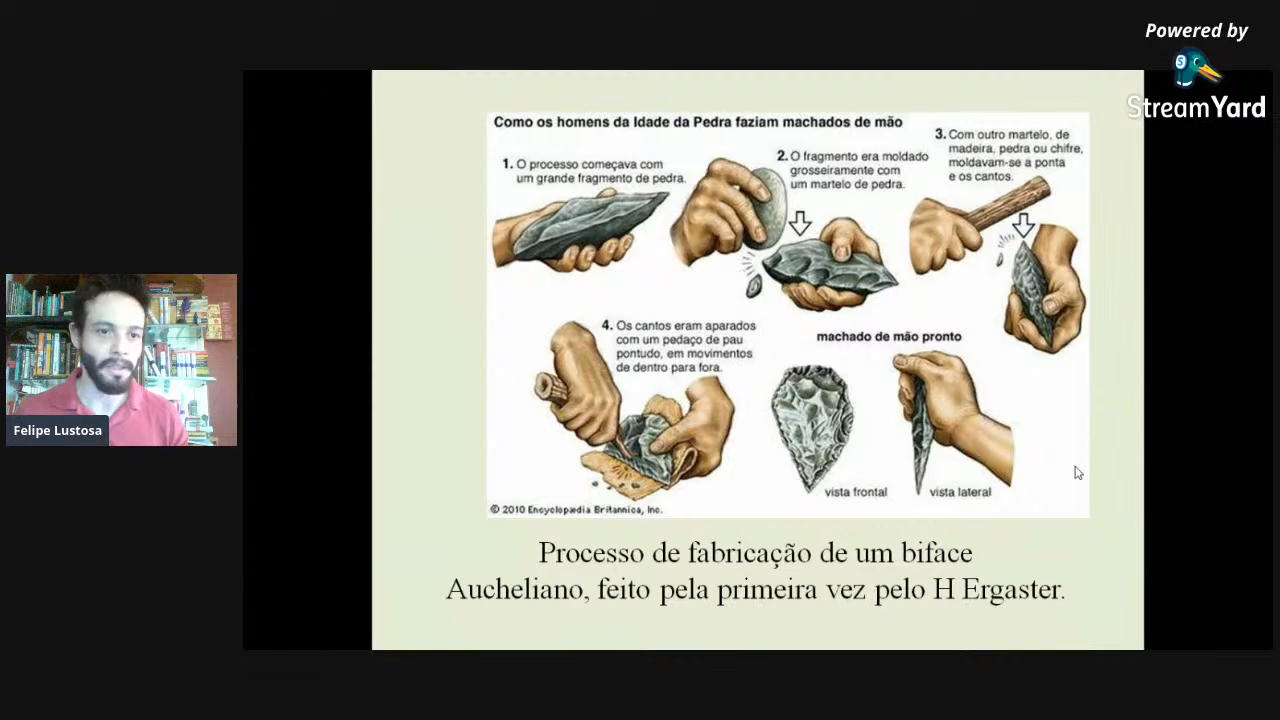 Powered by
StreamYard
Como os homens da Idade da Pedra faziam machados de mão
1. O processo começava com
um grande fragmento de pedra.
2. O fragmento era moldado
grosseiramente com
um martelo de pedra.
3. Com outro martelo, de
madeira, pedra ou chifre,
moldavam-se a ponta
e os cantos.
4. Os cantos eram aparados
com um pedaço de pau
pontudo, em movimentos
de dentro para fora.
machado de mão pronto
vista frontal
vista lateral
© 2010 Encyclopædia Britannica, Inc.
Felipe Lustosa
Processo de fabricação de um biface
Aucheliano, feito pela primeira vez pelo H Ergaster.